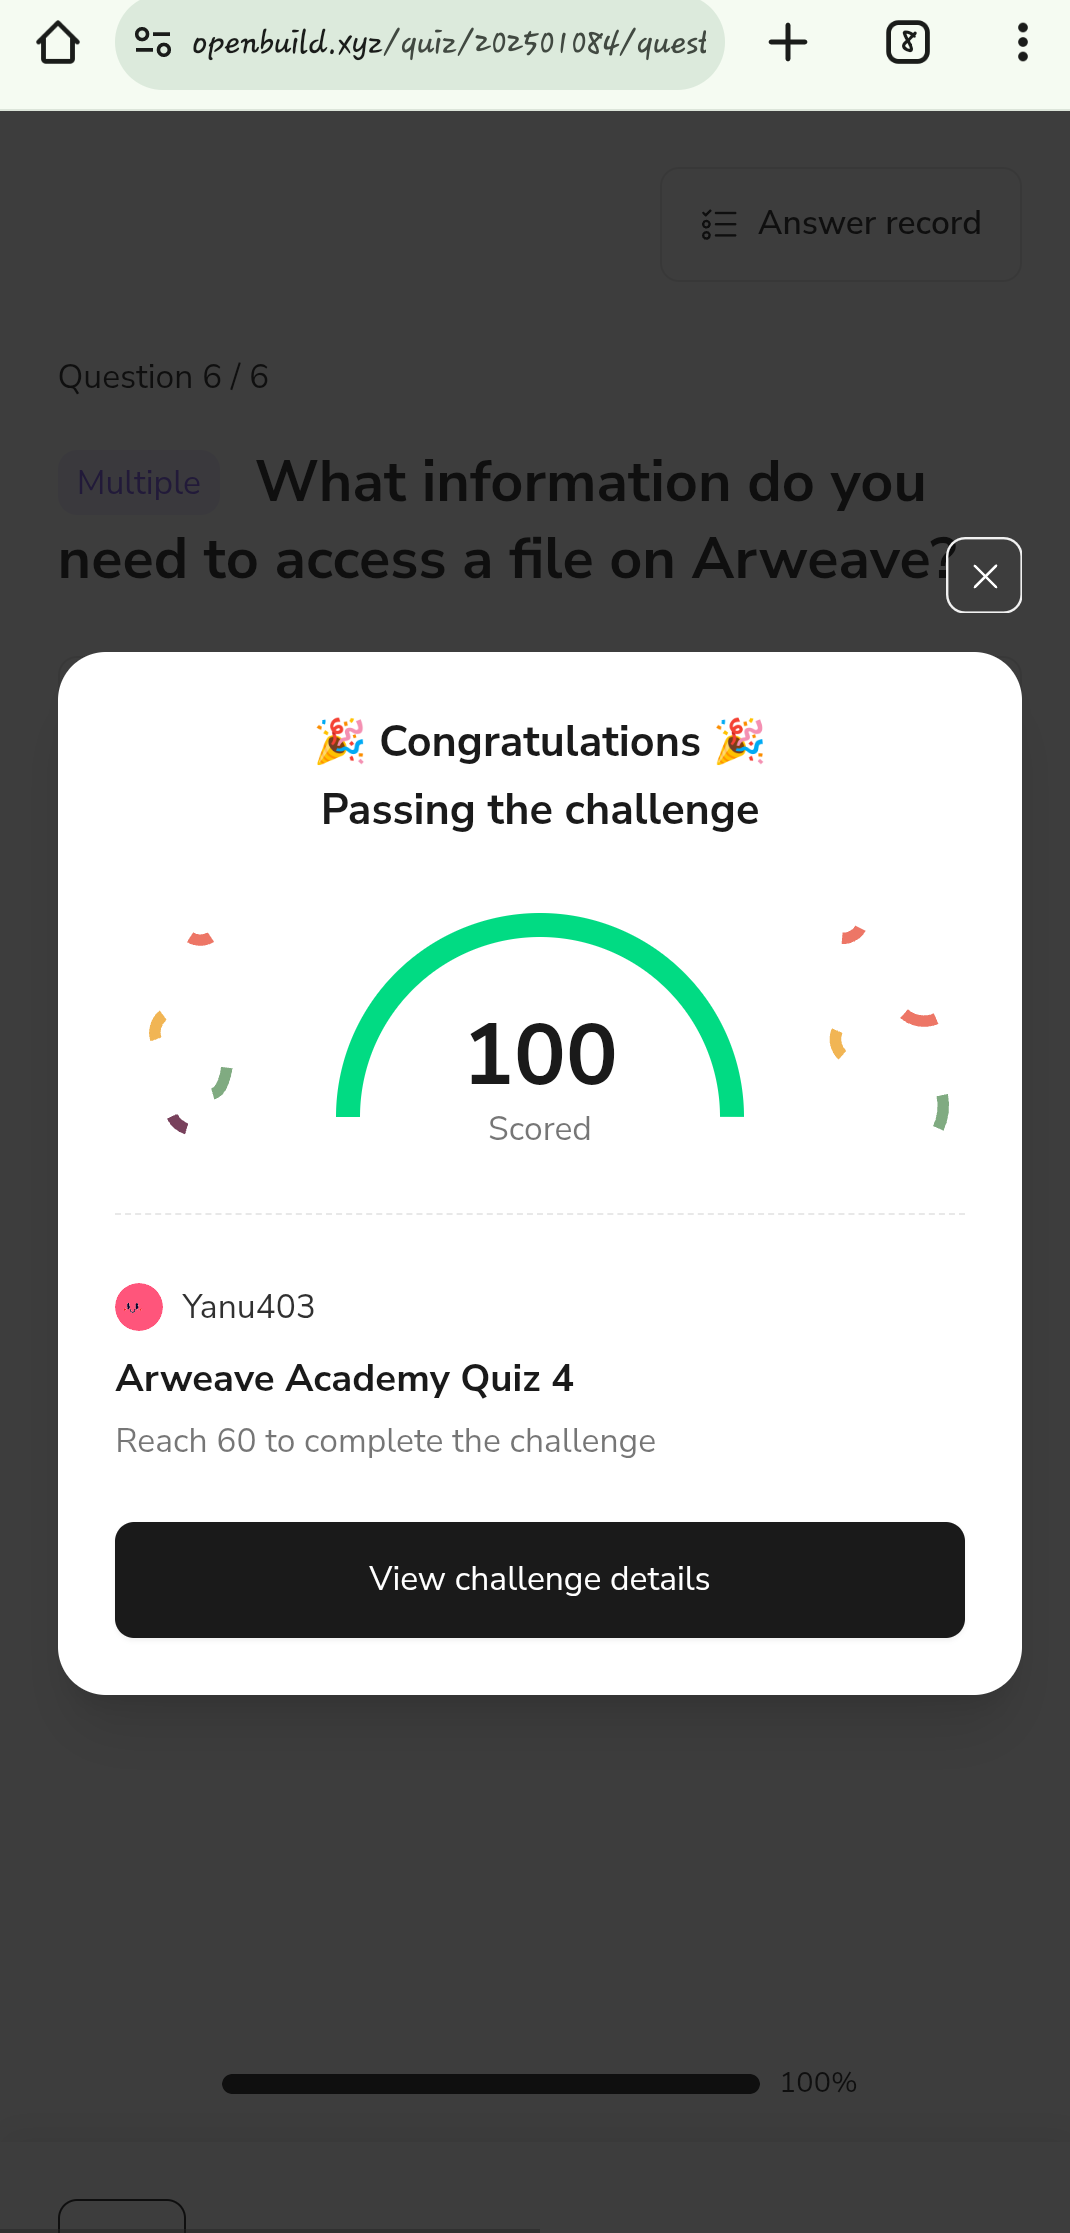 openbuild.xyz/quiz/202501084/quest
8
Answer record
Question 6 / 6
Multiple What information do you
need to access a file on Arweave?
🎉 Congratulations 🎉
Passing the challenge
100
Scored
Yanu403
Arweave Academy Quiz 4
Reach 60 to complete the challenge
View challenge details
100%